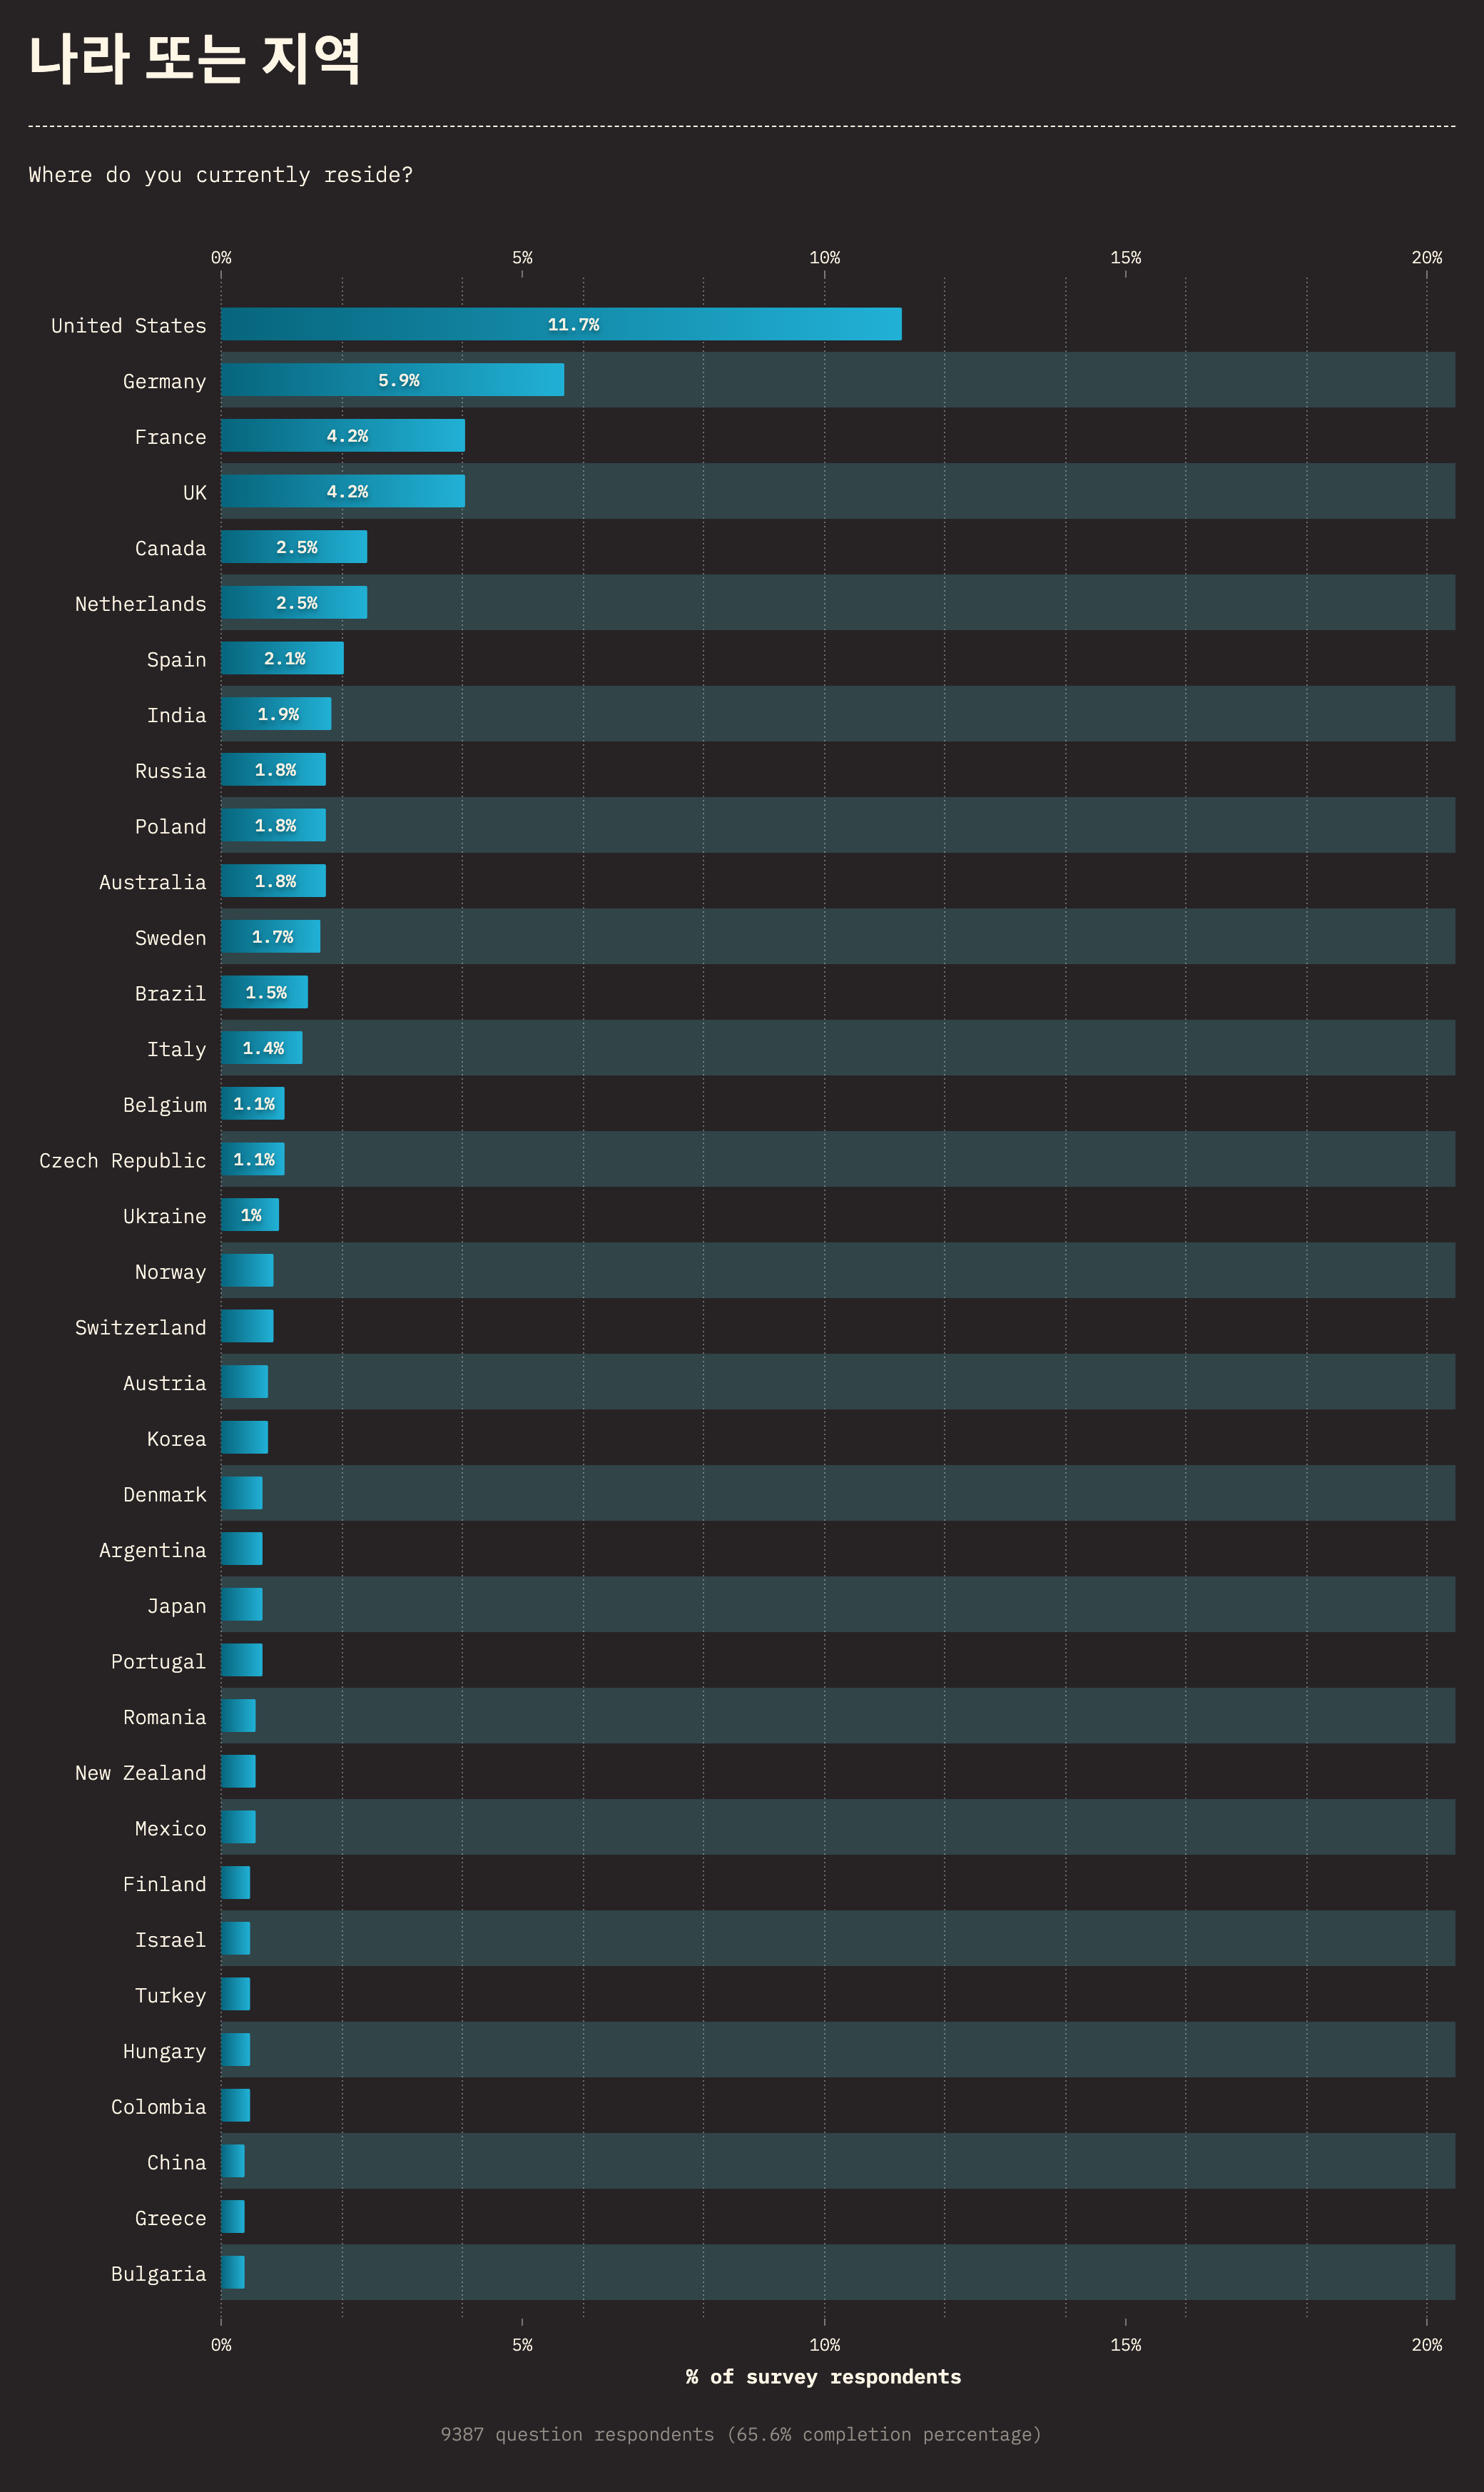 나라 또는 지역
Where do you currently reside?
0% 5% 10% 15% 20%
United States 11.7%
Germany 5.9%
France 4.2%
UK 4.2%
Canada 2.5%
Netherlands 2.5%
Spain 2.1%
India 1.9%
Russia 1.8%
Poland 1.8%
Australia 1.8%
Sweden 1.7%
Brazil 1.5%
Italy 1.4%
Belgium 1.1%
Czech Republic 1.1%
Ukraine 1%
Norway
Switzerland
Austria
Korea
Denmark
Argentina
Japan
Portugal
Romania
New Zealand
Mexico
Finland
Israel
Turkey
Hungary
Colombia
China
Greece
Bulgaria
0% 5% 10% 15% 20%
% of survey respondents
9387 question respondents (65.6% completion percentage)